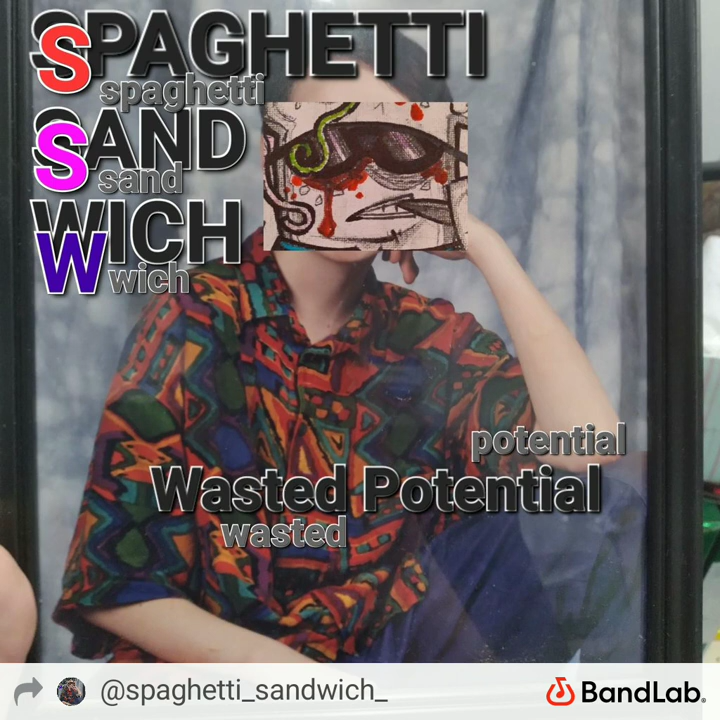 SPAGHETTI
S
spaghetti
SAND
S
sand
WICH
W
wich
potential
Wasted Potential
wasted
@spaghetti_sandwich_
BandLab®